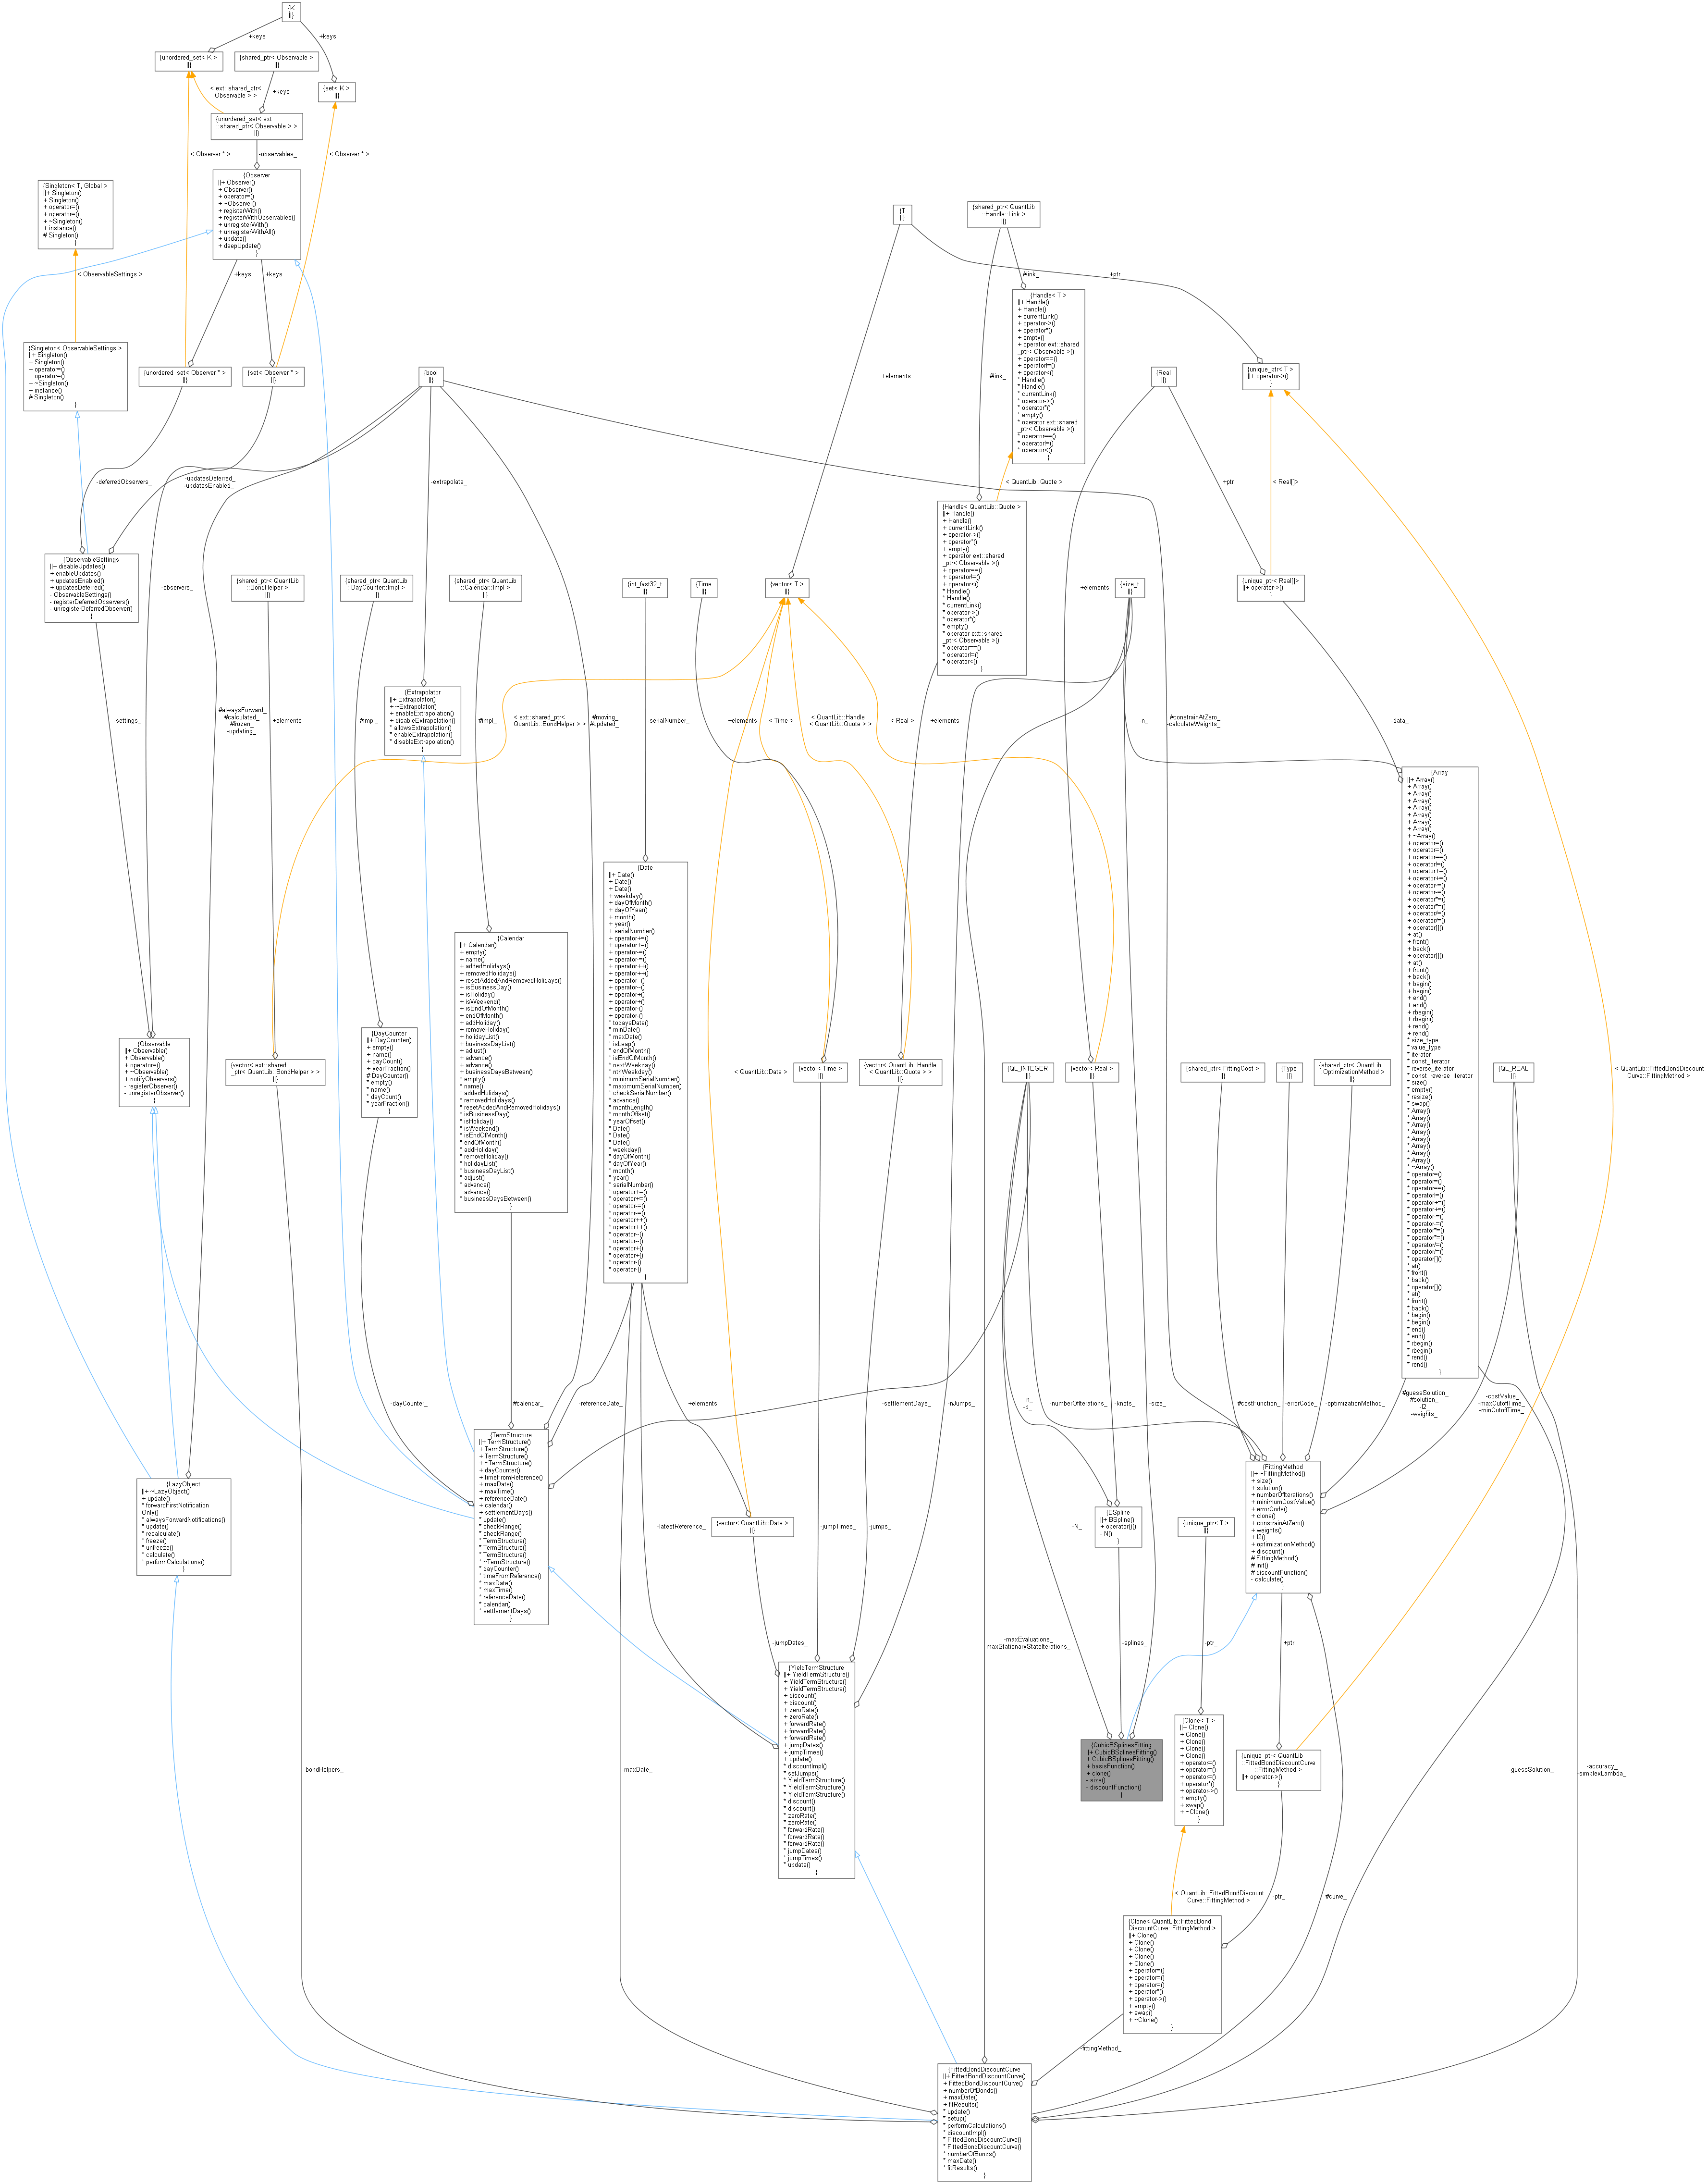 {K
||}
+keys
+keys
{unordered_set< K >
||}
{shared_ptr< Observable >
||}
{set< K >
||}
< ext::shared_ptr<
Observable > >
+keys
{unordered_set< ext
::shared_ptr< Observable > >
||}
< Observer * >
-observables_
< Observer * >
{Singleton< T, Global >
||+ Singleton()
+ Singleton()
+ operator=()
+ operator=()
+ ~Singleton()
+ instance()
# Singleton()
}
{Observer
||+ Observer()
+ Observer()
+ operator=()
+ ~Observer()
+ registerWith()
+ registerWithObservables()
+ unregisterWith()
+ unregisterWithAll()
+ update()
+ deepUpdate()
}
{T
||}
{shared_ptr< QuantLib
::Handle::Link >
||}
< ObservableSettings >
+keys
+keys
#link_
+ptr
{Handle< T >
||+ Handle()
+ Handle()
+ currentLink()
+ operator->()
+ operator*()
+ empty()
+ operator ext::shared
_ptr< Observable >()
+ operator==()
+ operator!=()
+ operator<()
* Handle()
* Handle()
* currentLink()
* operator->()
* operator*()
* empty()
* operator ext::shared
_ptr< Observable >()
* operator==()
* operator!=()
* operator<()
}
{Singleton< ObservableSettings >
||+ Singleton()
+ Singleton()
+ operator=()
+ operator=()
+ ~Singleton()
+ instance()
# Singleton()
}
{unordered_set< Observer * >
||}
{set< Observer * >
||}
{bool
||}
+elements
#link_
{Real
||}
{unique_ptr< T >
||+ operator->()
}
-deferredObservers_
-updatesDeferred_
-updatesEnabled_
-extrapolate_
< QuantLib::Quote >
+ptr
< Real[]>
{Handle< QuantLib::Quote >
||+ Handle()
+ Handle()
+ currentLink()
+ operator->()
+ operator*()
+ empty()
+ operator ext::shared
_ptr< Observable >()
+ operator==()
+ operator!=()
+ operator<()
* Handle()
* Handle()
* currentLink()
* operator->()
* operator*()
* empty()
* operator ext::shared
_ptr< Observable >()
* operator==()
* operator!=()
* operator<()
}
{ObservableSettings
||+ disableUpdates()
+ enableUpdates()
+ updatesEnabled()
+ updatesDeferred()
- ObservableSettings()
- registerDeferredObservers()
- unregisterDeferredObserver()
}
-observers_
{shared_ptr< QuantLib
::BondHelper >
||}
{shared_ptr< QuantLib
::DayCounter::Impl >
||}
{shared_ptr< QuantLib
::Calendar::Impl >
||}
{int_fast32_t
||}
{Time
||}
{vector< T >
||}
+elements
{size_t
||}
{unique_ptr< Real[]>
||+ operator->()
}
{Extrapolator
||+ Extrapolator()
+ ~Extrapolator()
+ enableExtrapolation()
+ disableExtrapolation()
* allowsExtrapolation()
* enableExtrapolation()
* disableExtrapolation()
}
-settings_
#alwaysForward_
#calculated_
#frozen_
-updating_
+elements
#impl_
#impl_
< ext::shared_ptr<
QuantLib::BondHelper > >
#moving_
#updated_
-serialNumber_
+elements
< Time >
< QuantLib::Handle
< QuantLib::Quote > >
< Real >
+elements
-n_
#constrainAtZero_
-calculateWeights_
-data_
{Array
||+ Array()
+ Array()
+ Array()
+ Array()
+ Array()
+ Array()
+ Array()
+ Array()
+ ~Array()
+ operator=()
+ operator=()
+ operator==()
+ operator!=()
+ operator+=()
+ operator+=()
+ operator-=()
+ operator-=()
+ operator*=()
+ operator*=()
+ operator/=()
+ operator/=()
+ operator[]()
+ at()
+ front()
+ back()
+ operator[]()
+ at()
+ front()
+ back()
+ begin()
+ begin()
+ end()
+ end()
+ rbegin()
+ rbegin()
+ rend()
+ rend()
* size_type
* value_type
* iterator
* const_iterator
* reverse_iterator
* const_reverse_iterator
* size()
* empty()
* resize()
* swap()
* Array()
* Array()
* Array()
* Array()
* Array()
* Array()
* Array()
* Array()
* ~Array()
* operator=()
* operator=()
* operator==()
* operator!=()
* operator+=()
* operator+=()
* operator-=()
* operator-=()
* operator*=()
* operator*=()
* operator/=()
* operator/=()
* operator[]()
* at()
* front()
* back()
* operator[]()
* at()
* front()
* back()
* begin()
* begin()
* end()
* end()
* rbegin()
* rbegin()
* rend()
* rend()
}
{Date
||+ Date()
+ Date()
+ Date()
+ weekday()
+ dayOfMonth()
+ dayOfYear()
+ month()
+ year()
+ serialNumber()
+ operator+=()
+ operator+=()
+ operator-=()
+ operator-=()
+ operator++()
+ operator++()
+ operator--()
+ operator--()
+ operator+()
+ operator+()
+ operator-()
+ operator-()
* todaysDate()
* minDate()
* maxDate()
* isLeap()
* endOfMonth()
* isEndOfMonth()
* nextWeekday()
* nthWeekday()
* minimumSerialNumber()
* maximumSerialNumber()
* checkSerialNumber()
* advance()
* monthLength()
* monthOffset()
* yearOffset()
* Date()
* Date()
* Date()
* weekday()
* dayOfMonth()
* dayOfYear()
* month()
* year()
* serialNumber()
* operator+=()
* operator+=()
* operator-=()
* operator-=()
* operator++()
* operator++()
* operator--()
* operator--()
* operator+()
* operator+()
* operator-()
* operator-()
}
{Calendar
||+ Calendar()
+ empty()
+ name()
+ addedHolidays()
+ removedHolidays()
+ resetAddedAndRemovedHolidays()
+ isBusinessDay()
+ isHoliday()
+ isWeekend()
+ isEndOfMonth()
+ endOfMonth()
+ addHoliday()
+ removeHoliday()
+ holidayList()
+ businessDayList()
+ adjust()
+ advance()
+ advance()
+ businessDaysBetween()
* empty()
* name()
* addedHolidays()
* removedHolidays()
* resetAddedAndRemovedHolidays()
* isBusinessDay()
* isHoliday()
* isWeekend()
* isEndOfMonth()
* endOfMonth()
* addHoliday()
* removeHoliday()
* holidayList()
* businessDayList()
* adjust()
* advance()
* advance()
* businessDaysBetween()
}
{DayCounter
||+ DayCounter()
+ empty()
+ name()
+ dayCount()
+ yearFraction()
# DayCounter()
* empty()
* name()
* dayCount()
* yearFraction()
}
{Observable
||+ Observable()
+ Observable()
+ operator=()
+ ~Observable()
+ notifyObservers()
- registerObserver()
- unregisterObserver()
}
{vector< ext::shared
_ptr< QuantLib::BondHelper > >
||}
< QuantLib::Date >
{vector< Time >
||}
{vector< QuantLib::Handle
< QuantLib::Quote > >
||}
{QL_INTEGER
||}
{vector< Real >
||}
{shared_ptr< FittingCost >
||}
{Type
||}
{shared_ptr< QuantLib
::OptimizationMethod >
||}
{QL_REAL
||}
< QuantLib::FittedBondDiscount
Curve::FittingMethod >
-dayCounter_
#calendar_
-referenceDate_
+elements
-settlementDays_
-nJumps_
-n_
-p_
-numberOfIterations_
-knots_
-size_
#costFunction_
-errorCode_
-optimizationMethod_
#guessSolution_
#solution_
-l2_
-weights_
-costValue_
-maxCutoffTime_
-minCutoffTime_
{TermStructure
||+ TermStructure()
+ TermStructure()
+ TermStructure()
+ ~TermStructure()
+ dayCounter()
+ timeFromReference()
+ maxDate()
+ maxTime()
+ referenceDate()
+ calendar()
+ settlementDays()
* update()
* checkRange()
* checkRange()
* TermStructure()
* TermStructure()
* TermStructure()
* ~TermStructure()
* dayCounter()
* timeFromReference()
* maxDate()
* maxTime()
* referenceDate()
* calendar()
* settlementDays()
}
{LazyObject
||+ ~LazyObject()
+ update()
* forwardFirstNotification
Only()
* alwaysForwardNotifications()
* update()
* recalculate()
* freeze()
* unfreeze()
* calculate()
* performCalculations()
}
{FittingMethod
||+ ~FittingMethod()
+ size()
+ solution()
+ numberOfIterations()
+ minimumCostValue()
+ errorCode()
+ clone()
+ constrainAtZero()
+ weights()
+ l2()
+ optimizationMethod()
+ discount()
# FittingMethod()
# init()
# discountFunction()
- calculate()
}
-latestReference_
{vector< QuantLib::Date >
||}
-jumpTimes_
-jumps_
-N_
{BSpline
||+ BSpline()
+ operator()()
- N()
}
{unique_ptr< T >
||}
-jumpDates_
-maxEvaluations_
-maxStationaryStateIterations_
-splines_
-ptr_
+ptr
{YieldTermStructure
||+ YieldTermStructure()
+ YieldTermStructure()
+ YieldTermStructure()
+ discount()
+ discount()
+ zeroRate()
+ zeroRate()
+ forwardRate()
+ forwardRate()
+ forwardRate()
+ jumpDates()
+ jumpTimes()
+ update()
* discountImpl()
* setJumps()
* YieldTermStructure()
* YieldTermStructure()
* YieldTermStructure()
* discount()
* discount()
* zeroRate()
* zeroRate()
* forwardRate()
* forwardRate()
* forwardRate()
* jumpDates()
* jumpTimes()
* update()
}
{CubicBSplinesFitting
||+ CubicBSplinesFitting()
+ CubicBSplinesFitting()
+ basisFunction()
+ clone()
- size()
- discountFunction()
}
{Clone< T >
||+ Clone()
+ Clone()
+ Clone()
+ Clone()
+ Clone()
+ operator=()
+ operator=()
+ operator=()
+ operator*()
+ operator->()
+ empty()
+ swap()
+ ~Clone()
}
{unique_ptr< QuantLib
::FittedBondDiscountCurve
::FittingMethod >
||+ operator->()
}
-bondHelpers_
-maxDate_
-guessSolution_
-accuracy_
-simplexLambda_
< QuantLib::FittedBondDiscount
Curve::FittingMethod >
-ptr_
#curve_
{Clone< QuantLib::FittedBond
DiscountCurve::FittingMethod >
||+ Clone()
+ Clone()
+ Clone()
+ Clone()
+ Clone()
+ operator=()
+ operator=()
+ operator=()
+ operator*()
+ operator->()
+ empty()
+ swap()
+ ~Clone()
}
-fittingMethod_
{FittedBondDiscountCurve
||+ FittedBondDiscountCurve()
+ FittedBondDiscountCurve()
+ numberOfBonds()
+ maxDate()
+ fitResults()
* update()
* setup()
* performCalculations()
* discountImpl()
* FittedBondDiscountCurve()
* FittedBondDiscountCurve()
* numberOfBonds()
* maxDate()
* fitResults()
}